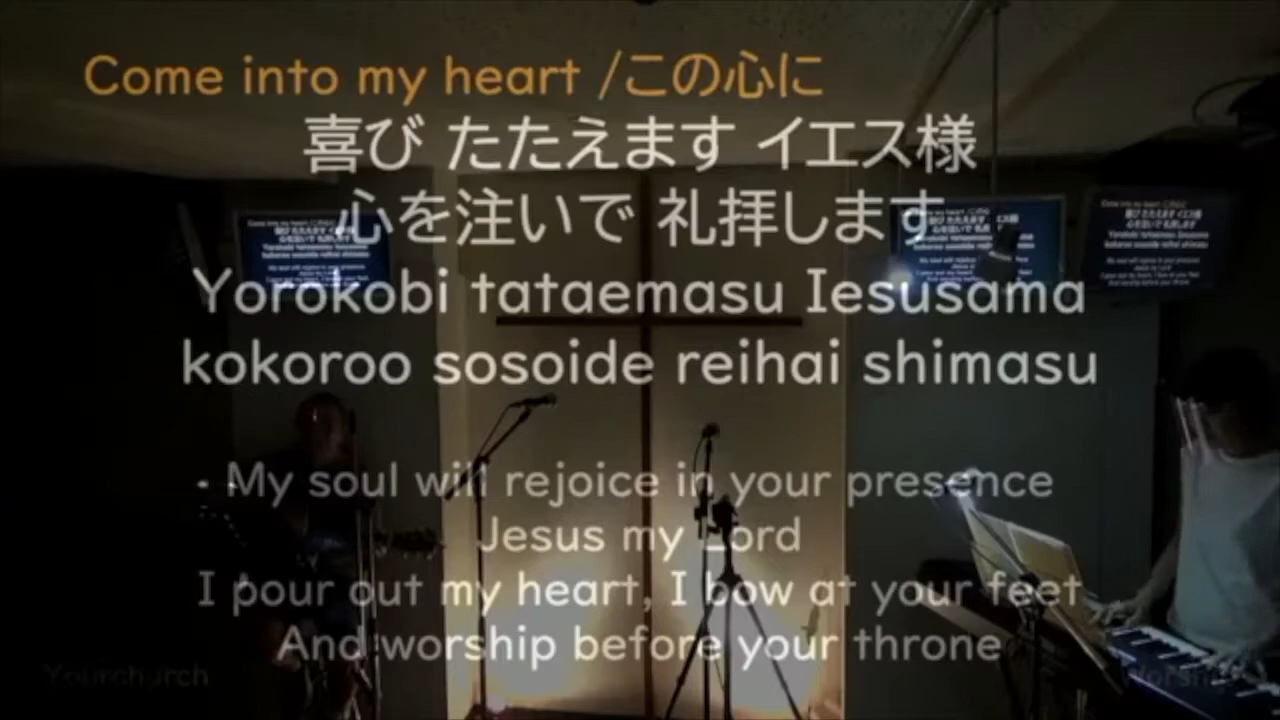 Come into my heart /この心に
喜び たたえます イエス様
心を注いで 礼拝します
Yorokobi tataemasu Iesusama
kokoroo sosoide reihai shimasu
My soul will rejoice in your presence
Jesus my Lord
I pour out my heart, I bow at your feet
And worship before your throne
Yourchurch
Worship